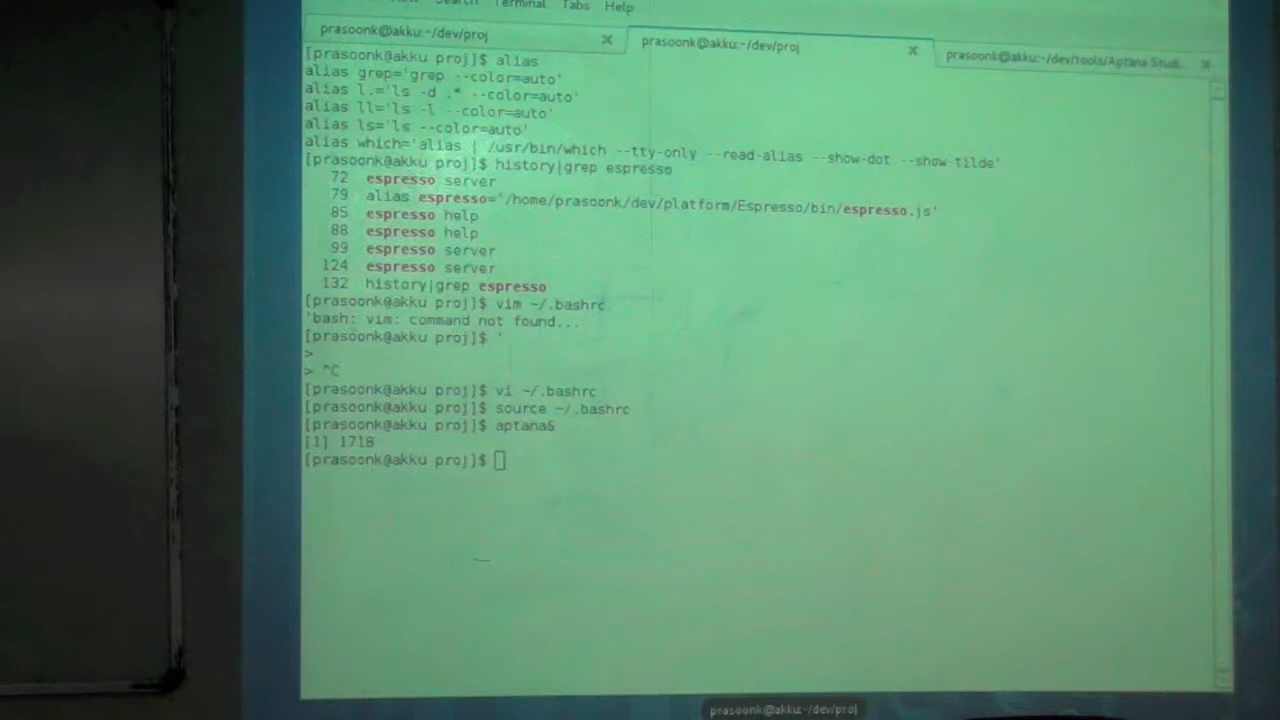 View Search Terminal Tabs Help
prasoonk@akku:~/dev/proj × prasoonk@akku:~/dev/proj × prasoonk@akku:~/dev/tools/Aptana Studi... ×
[prasoonk@akku proj]$ alias
alias grep='grep --color=auto'
alias l.='ls -d .* --color=auto'
alias ll='ls -l --color=auto'
alias ls='ls --color=auto'
alias which='alias | /usr/bin/which --tty-only --read-alias --show-dot --show-tilde'
[prasoonk@akku proj]$ history|grep espresso
72 espresso server
79 alias espresso='/home/prasoonk/dev/platform/Espresso/bin/espresso.js'
85 espresso help
88 espresso help
99 espresso server
124 espresso server
132 history|grep espresso
[prasoonk@akku proj]$ vim ~/.bashrc
'bash: vim: command not found...
[prasoonk@akku proj]$ '
>
> ^C
[prasoonk@akku proj]$ vi ~/.bashrc
[prasoonk@akku proj]$ source ~/.bashrc
[prasoonk@akku proj]$ aptana&
[1] 1718
[prasoonk@akku proj]$
prasoonk@akku:~/dev/proj